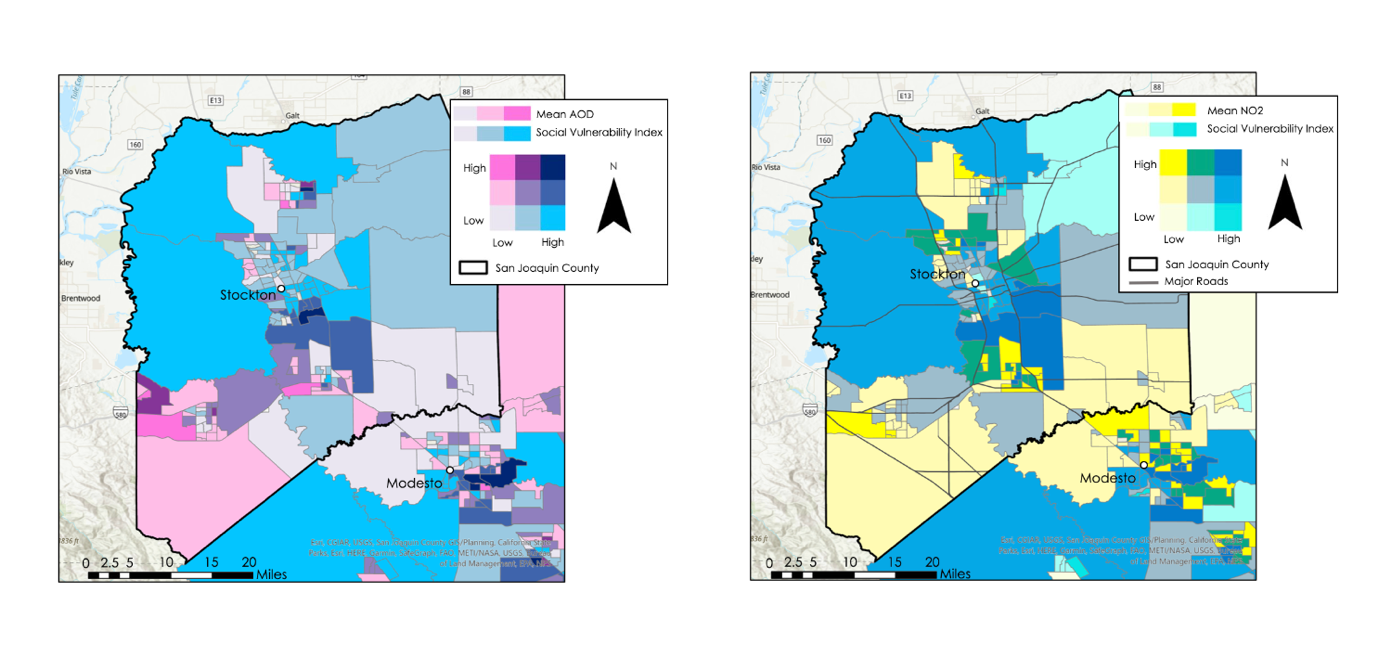 E13
88
Galt
160
Rio Vista
kley
Brentwood
580
Stockton
Modesto
Mean AOD
Social Vulnerability Index
High
Low
Low
High
N
San Joaquin County
0 2.5 5 10 15 20
Miles
E13
88
Galt
160
Rio Vista
kley
Brentwood
580
Stockton
Modesto
Mean NO2
Social Vulnerability Index
High
Low
Low
High
N
San Joaquin County
Major Roads
0 2.5 5 10 15 20
Miles